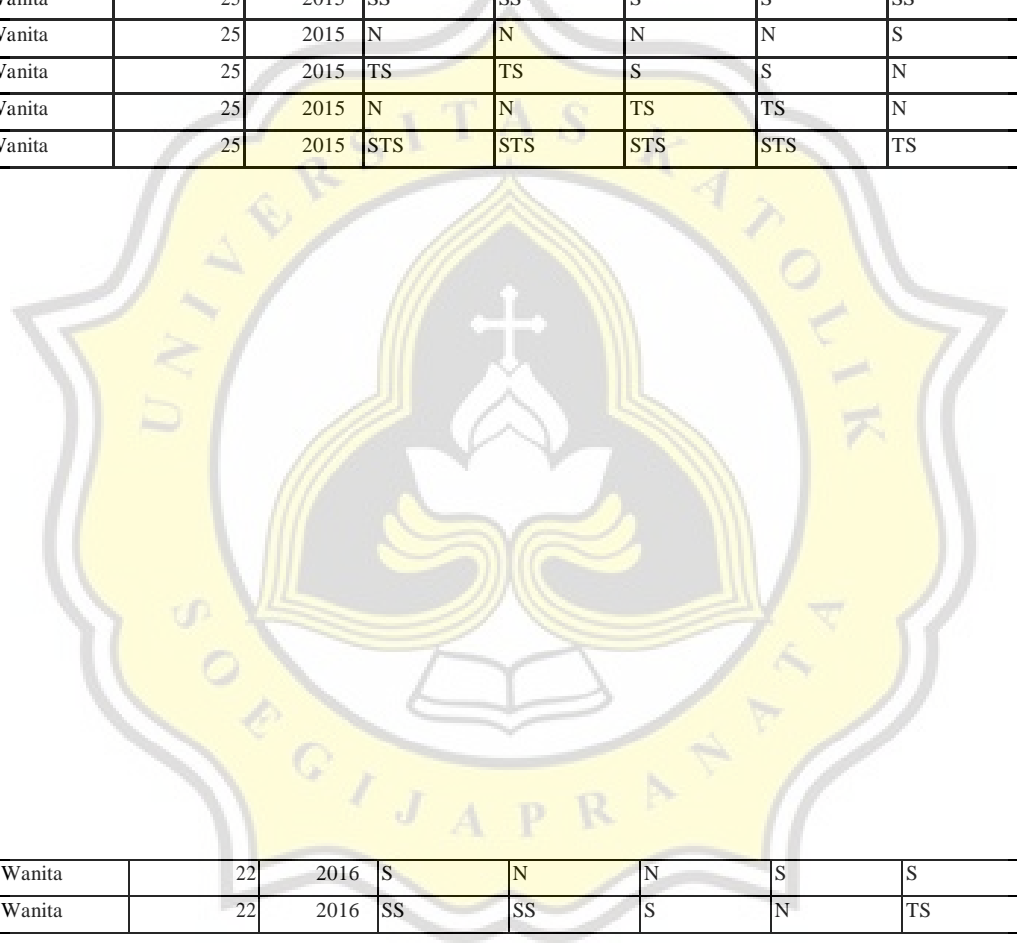 Wanita 25 2015 SS SS S S SS
Wanita 25 2015 N N N N S
Wanita 25 2015 TS TS S S N
Wanita 25 2015 N N TS TS N
Wanita 25 2015 STS STS STS STS TS
UNIVERSITAS KATOLIK
SOEGIJAPRANATA
Wanita 22 2016 S N N S S
Wanita 22 2016 SS SS S N TS